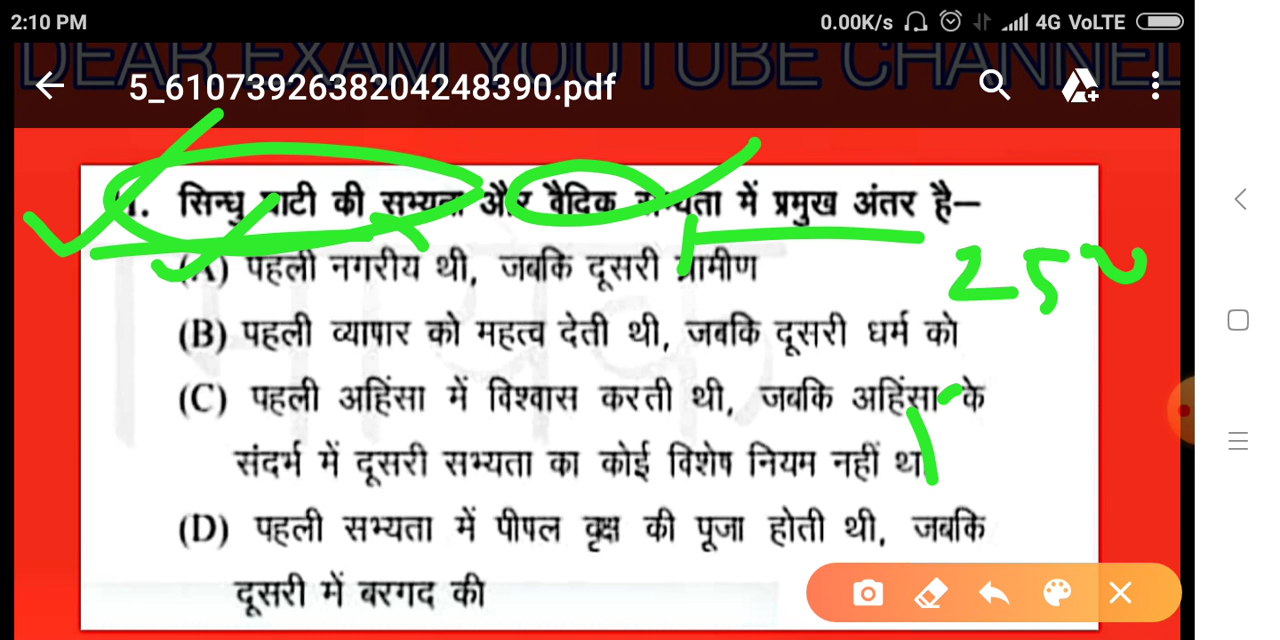 2:10 PM 0.00K/s 4G VoLTE
DEAR EXAM YOUTUBE CHANNEL
5_6107392638204248390.pdf
1. सिन्धु घाटी की सभ्यता और वैदिक सभ्यता में प्रमुख अंतर है—
(A) पहली नगरीय थी, जबकि दूसरी ग्रामीण
250
(B) पहली व्यापार को महत्व देती थी, जबकि दूसरी धर्म को
(C) पहली अहिंसा में विश्वास करती थी, जबकि अहिंसा के
संदर्भ में दूसरी सभ्यता का कोई विशेष नियम नहीं था
(D) पहली सभ्यता में पीपल वृक्ष की पूजा होती थी, जबकि
दूसरी में बरगद की